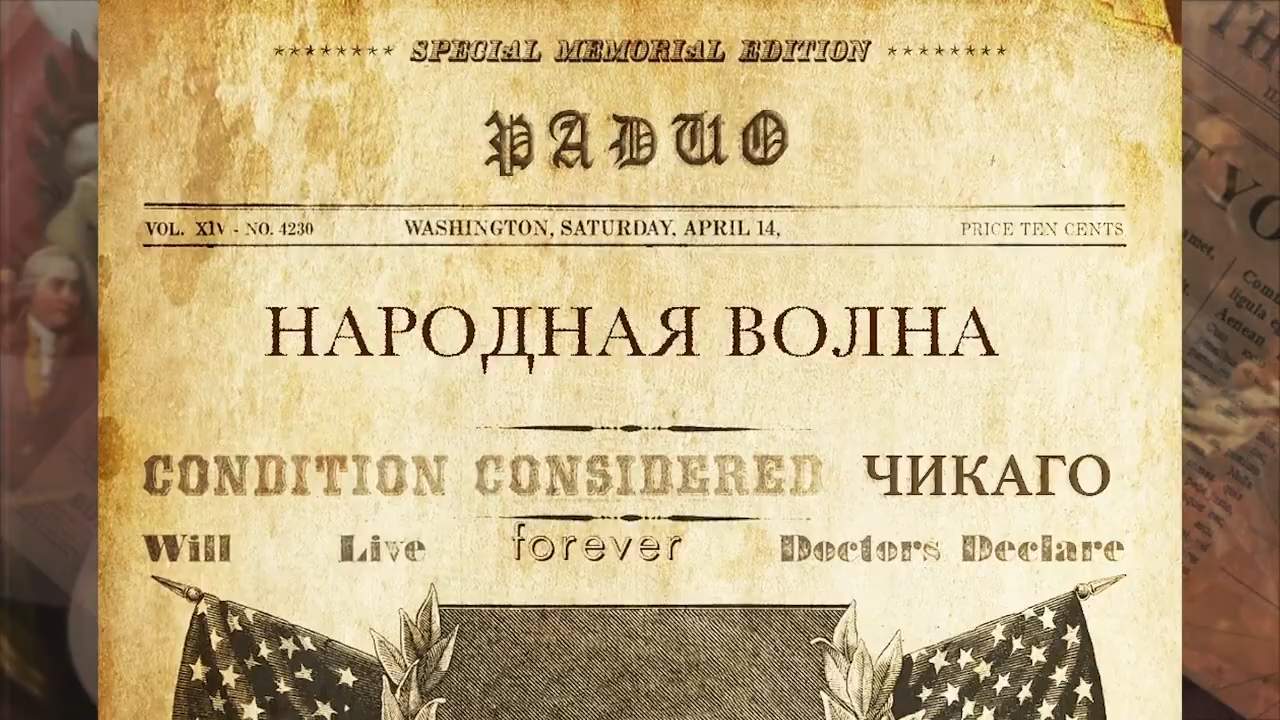 ******** SPECIAL MEMORIAL EDITION ********
РАДИО
VOL. XIV - NO. 4230 WASHINGTON, SATURDAY, APRIL 14, PRICE TEN CENTS
НАРОДНАЯ ВОЛНА
CONDITION CONSIDERED ЧИКАГО
Will Live forever Doctors Declare